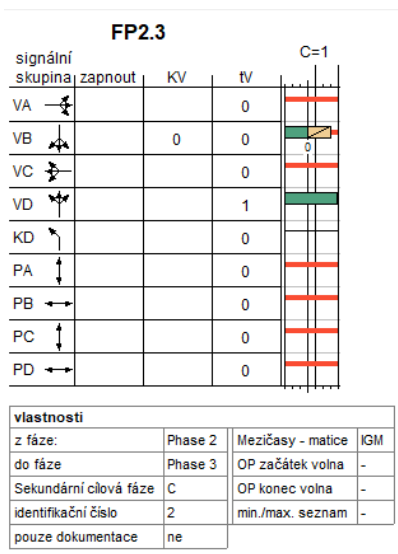 FP2.3
C=1
signální
skupina zapnout KV tV
VA 0
VB 0 0 0
VC 0
VD 1
KD 0
PA 0
PB 0
PC 0
PD 0
vlastnosti
z fáze: Phase 2 Mezičasy - matice IGM
do fáze Phase 3 OP začátek volna -
Sekundární cílová fáze C OP konec volna -
identifikační číslo 2 min./max. seznam -
pouze dokumentace ne